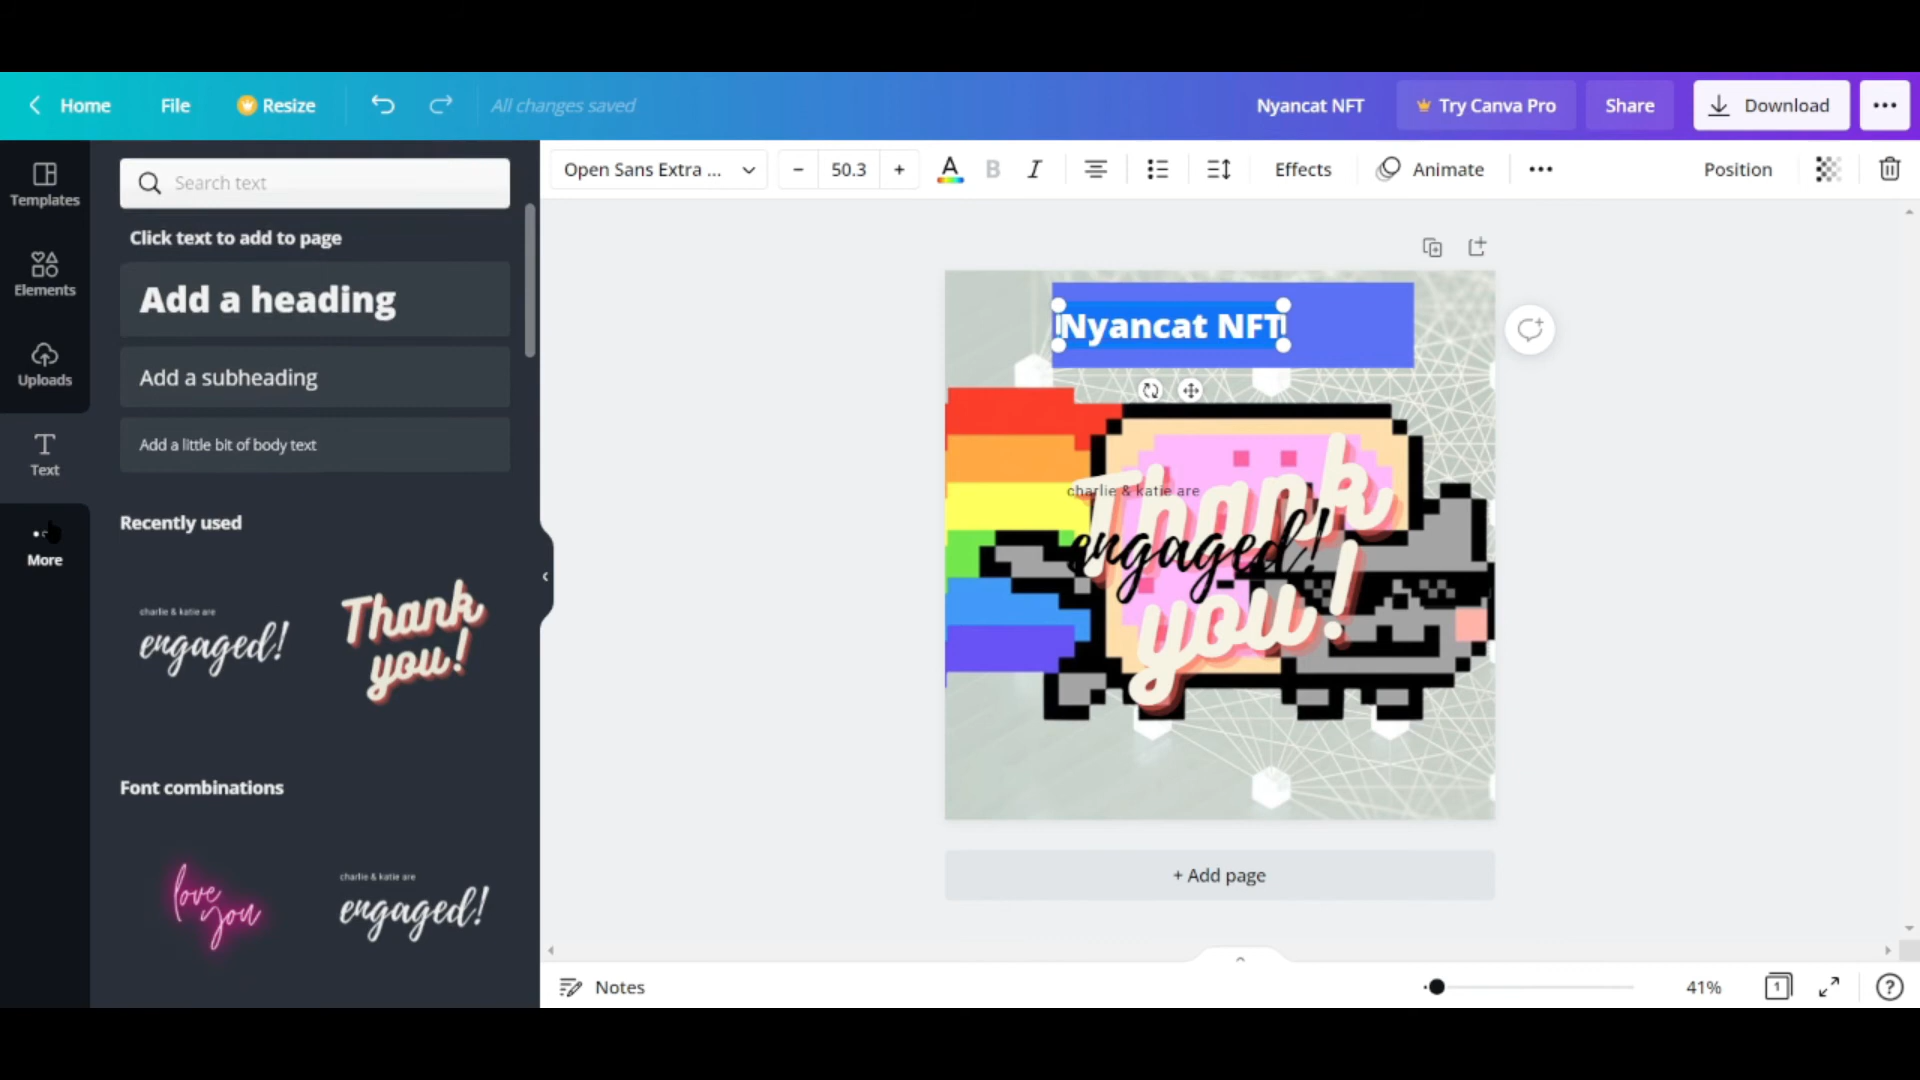 Home File Resize All changes saved Nyancat NFT Try Canva Pro Share Download
Templates
Elements
Uploads
Text
More
Search text
Click text to add to page
Add a heading
Add a subheading
Add a little bit of body text
Recently used
charlie & katie are
engaged!
Thank
you!
Font combinations
love
you
charlie & katie are
engaged!
Open Sans Extra ... 50.3 A B I Effects Animate Position
Nyancat NFT
Thank
you!
charlie & katie are
engaged!
+ Add page
Notes 41% 1 ?